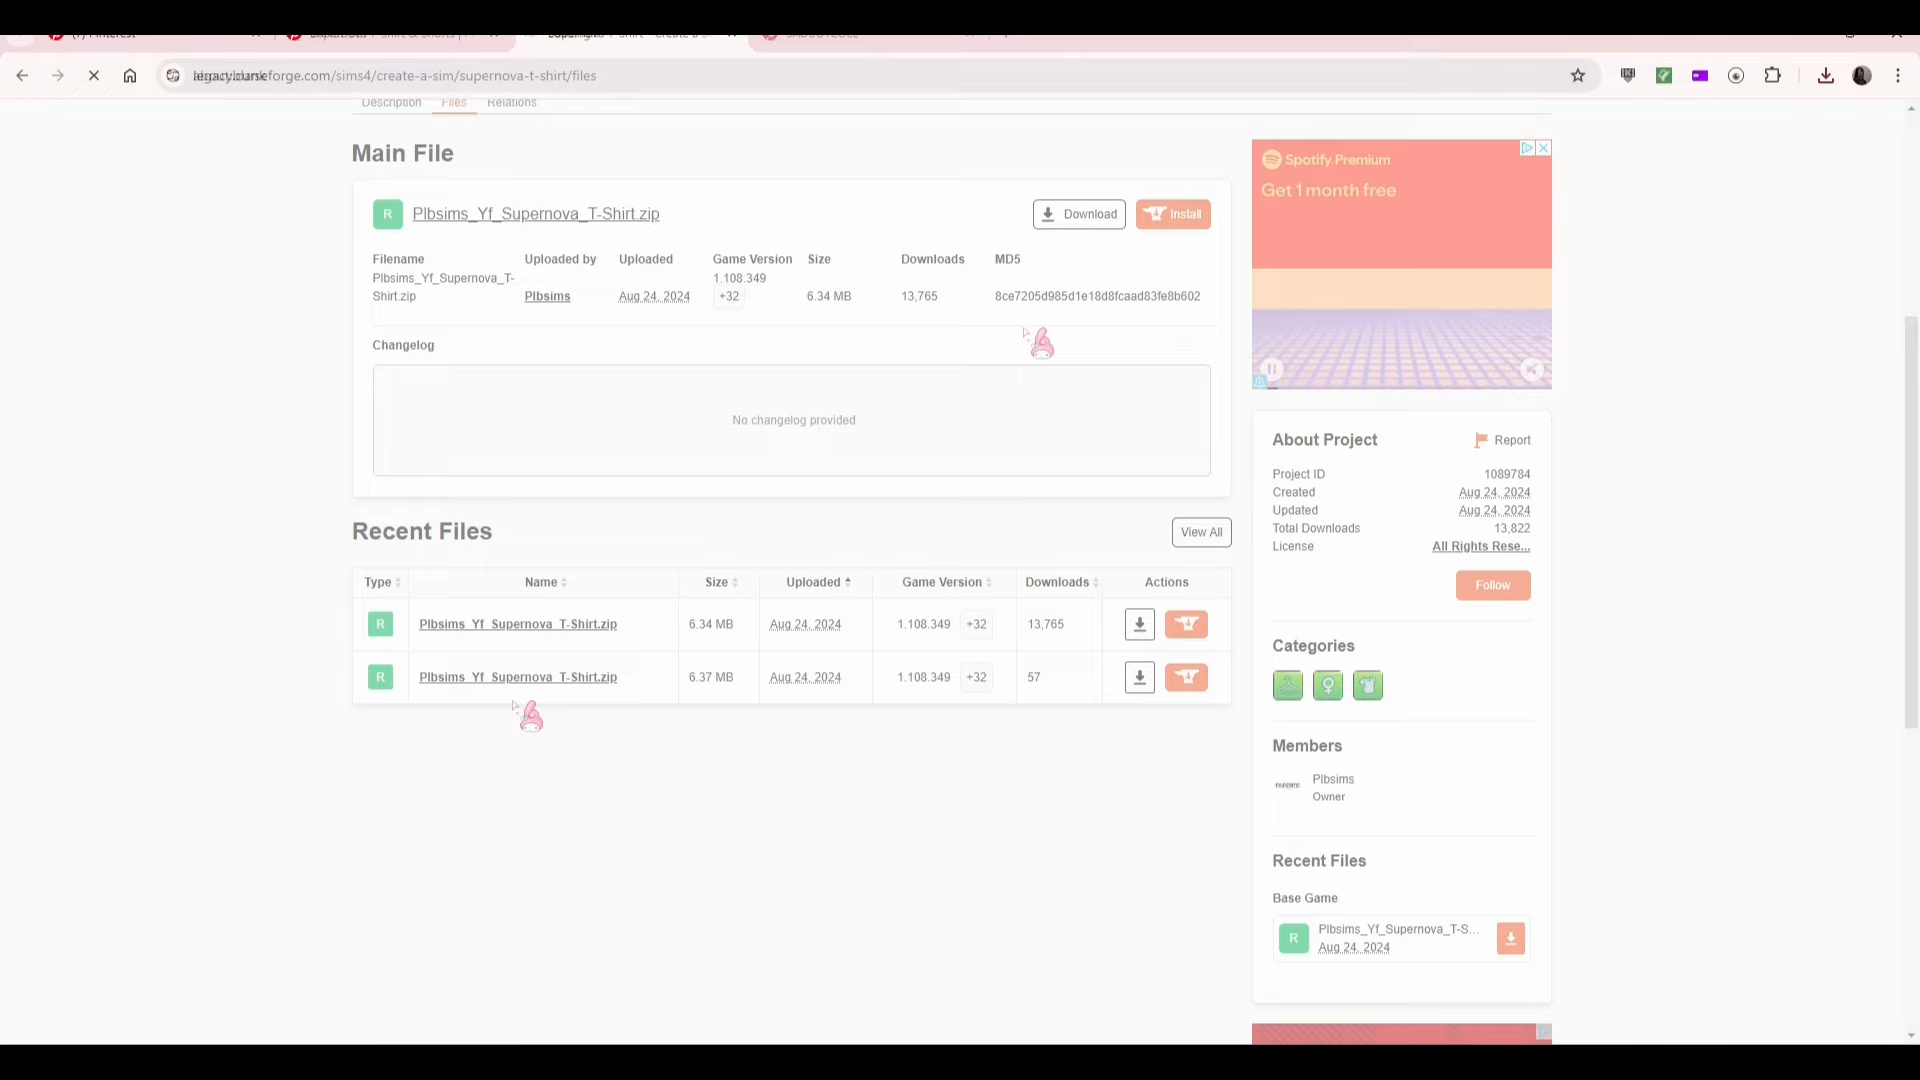 curseforge.com/sims4/create-a-sim/supernova-t-shirt/files
Description Files Relations
Main File
R Plbsims_Yf_Supernova_T-Shirt.zip
Download
Install
Filename Uploaded by Uploaded Game Version Size Downloads MD5
Plbsims_Yf_Supernova_T-
Shirt.zip
Plbsims
Aug 24, 2024
1.108.349
+32
6.34 MB
13,765
8ce7205d985d1e18d8fcaad83fe8b602
Changelog
No changelog provided
Recent Files
View All
Type Name Size Uploaded Game Version Downloads Actions
R Plbsims_Yf_Supernova_T-Shirt.zip 6.34 MB Aug 24, 2024 1.108.349 +32 13,765
R Plbsims_Yf_Supernova_T-Shirt.zip 6.37 MB Aug 24, 2024 1.108.349 +32 57
Spotify Premium
Get 1 month free
About Project
Report
Project ID 1089784
Created Aug 24, 2024
Updated Aug 24, 2024
Total Downloads 13,822
License All Rights Rese...
Follow
Categories
Members
Plbsims
Owner
Recent Files
Base Game
R Plbsims_Yf_Supernova_T-S...
Aug 24, 2024